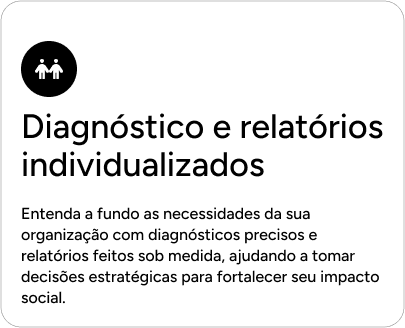 Diagnóstico e relatórios
individualizados
Entenda a fundo as necessidades da sua
organização com diagnósticos precisos e
relatórios feitos sob medida, ajudando a tomar
decisões estratégicas para fortalecer seu impacto
social.